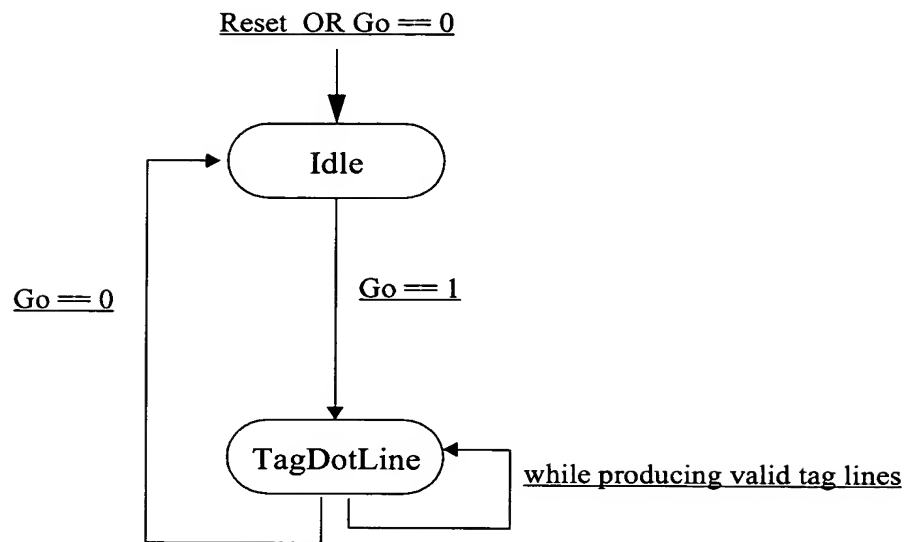 Reset OR Go == 0
Idle
Go == 0
Go == 1
TagDotLine
while producing valid tag lines